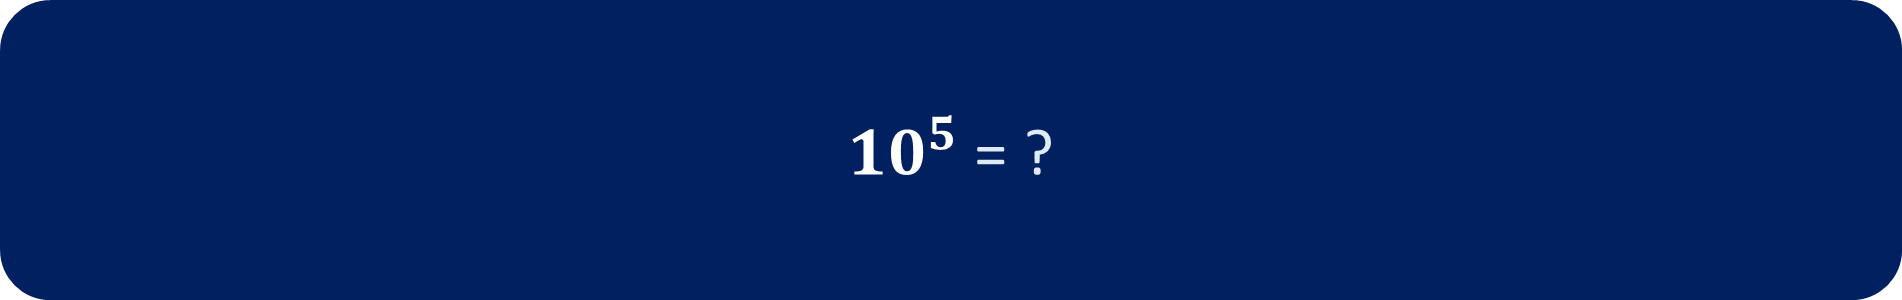 10⁵ = ?